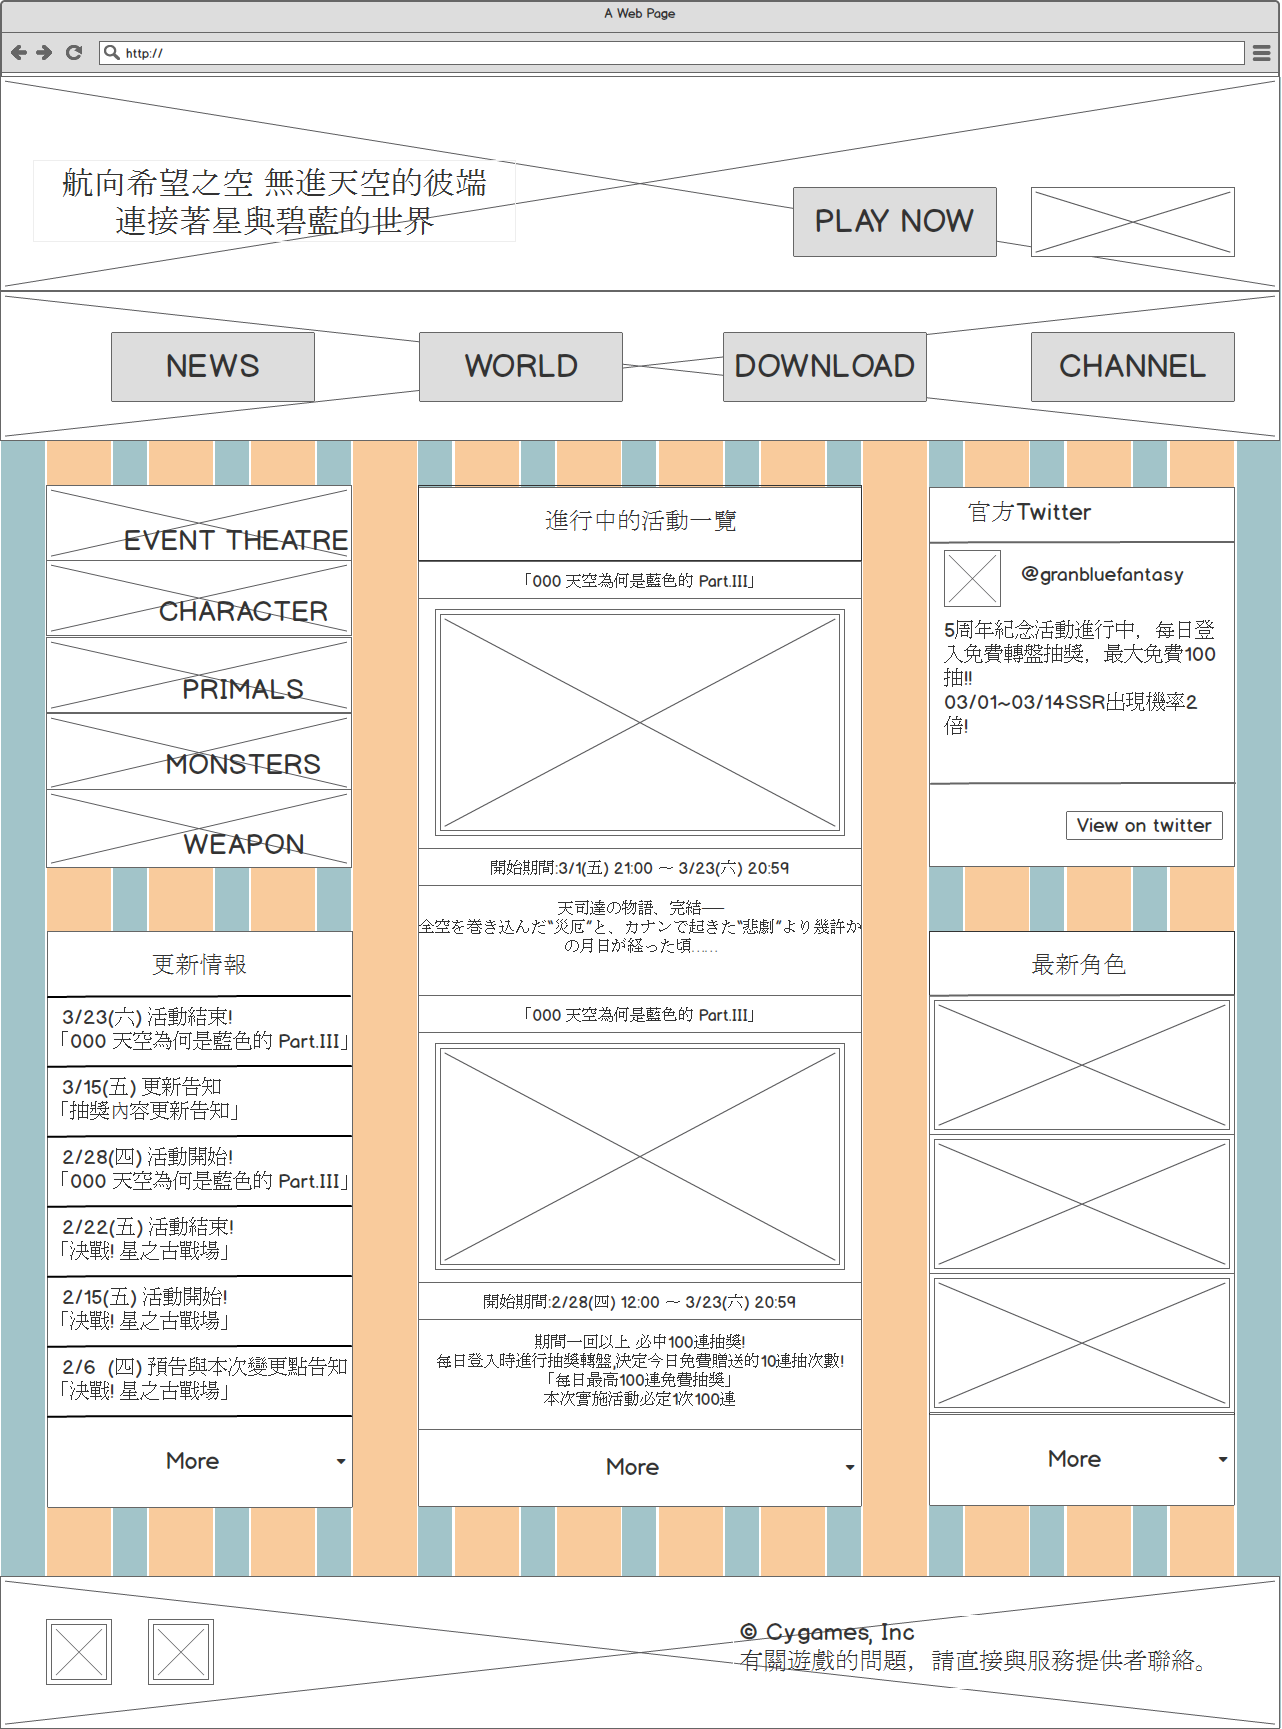 A Web Page
http://
航向希望之空 無進天空的彼端
連接著星與碧藍的世界
PLAY NOW
NEWS
WORLD
DOWNLOAD
CHANNEL
EVENT THEATRE
CHARACTER
PRIMALS
MONSTERS
WEAPON
更新情報
3/23(六) 活動結束!
「000 天空為何是藍色的 Part.III」
3/15(五) 更新告知
「抽獎內容更新告知」
2/28(四) 活動開始!
「000 天空為何是藍色的 Part.III」
2/22(五) 活動結束!
「決戰! 星之古戰場」
2/15(五) 活動開始!
「決戰! 星之古戰場」
2/6 (四) 預告與本次變更點告知
「決戰! 星之古戰場」
More
進行中的活動一覽
「000 天空為何是藍色的 Part.III」
開始期間:3/1(五) 21:00 ～ 3/23(六) 20:59
天司達の物語、完結──
全空を巻き込んだ“災厄”と、カナンで起きた“悲劇”より幾許か
の月日が経った頃……
「000 天空為何是藍色的 Part.III」
開始期間:2/28(四) 12:00 ～ 3/23(六) 20:59
期間一回以上 必中100連抽獎!
每日登入時進行抽獎轉盤,決定今日免費贈送的10連抽次數!
「每日最高100連免費抽獎」
本次實施活動必定1次100連
More
官方Twitter
@granbluefantasy
5周年紀念活動進行中，每日登
入免費轉盤抽獎，最大免費100
抽!!
03/01~03/14SSR出現機率2
倍!
View on twitter
最新角色
More
© Cygames, Inc
有關遊戲的問題，請直接與服務提供者聯絡。